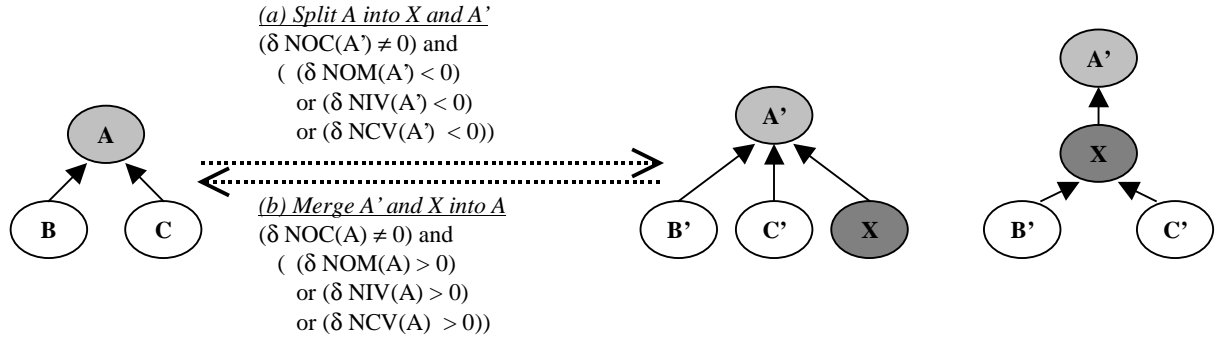 (a) Split A into X and A'
(δ NOC(A') ≠ 0) and
( (δ NOM(A') < 0)
or (δ NIV(A') < 0)
or (δ NCV(A') < 0))
A
B
C
(b) Merge A' and X into A
(δ NOC(A) ≠ 0) and
( (δ NOM(A) > 0)
or (δ NIV(A) > 0)
or (δ NCV(A) > 0))
A'
B'
C'
X
A'
X
B'
C'